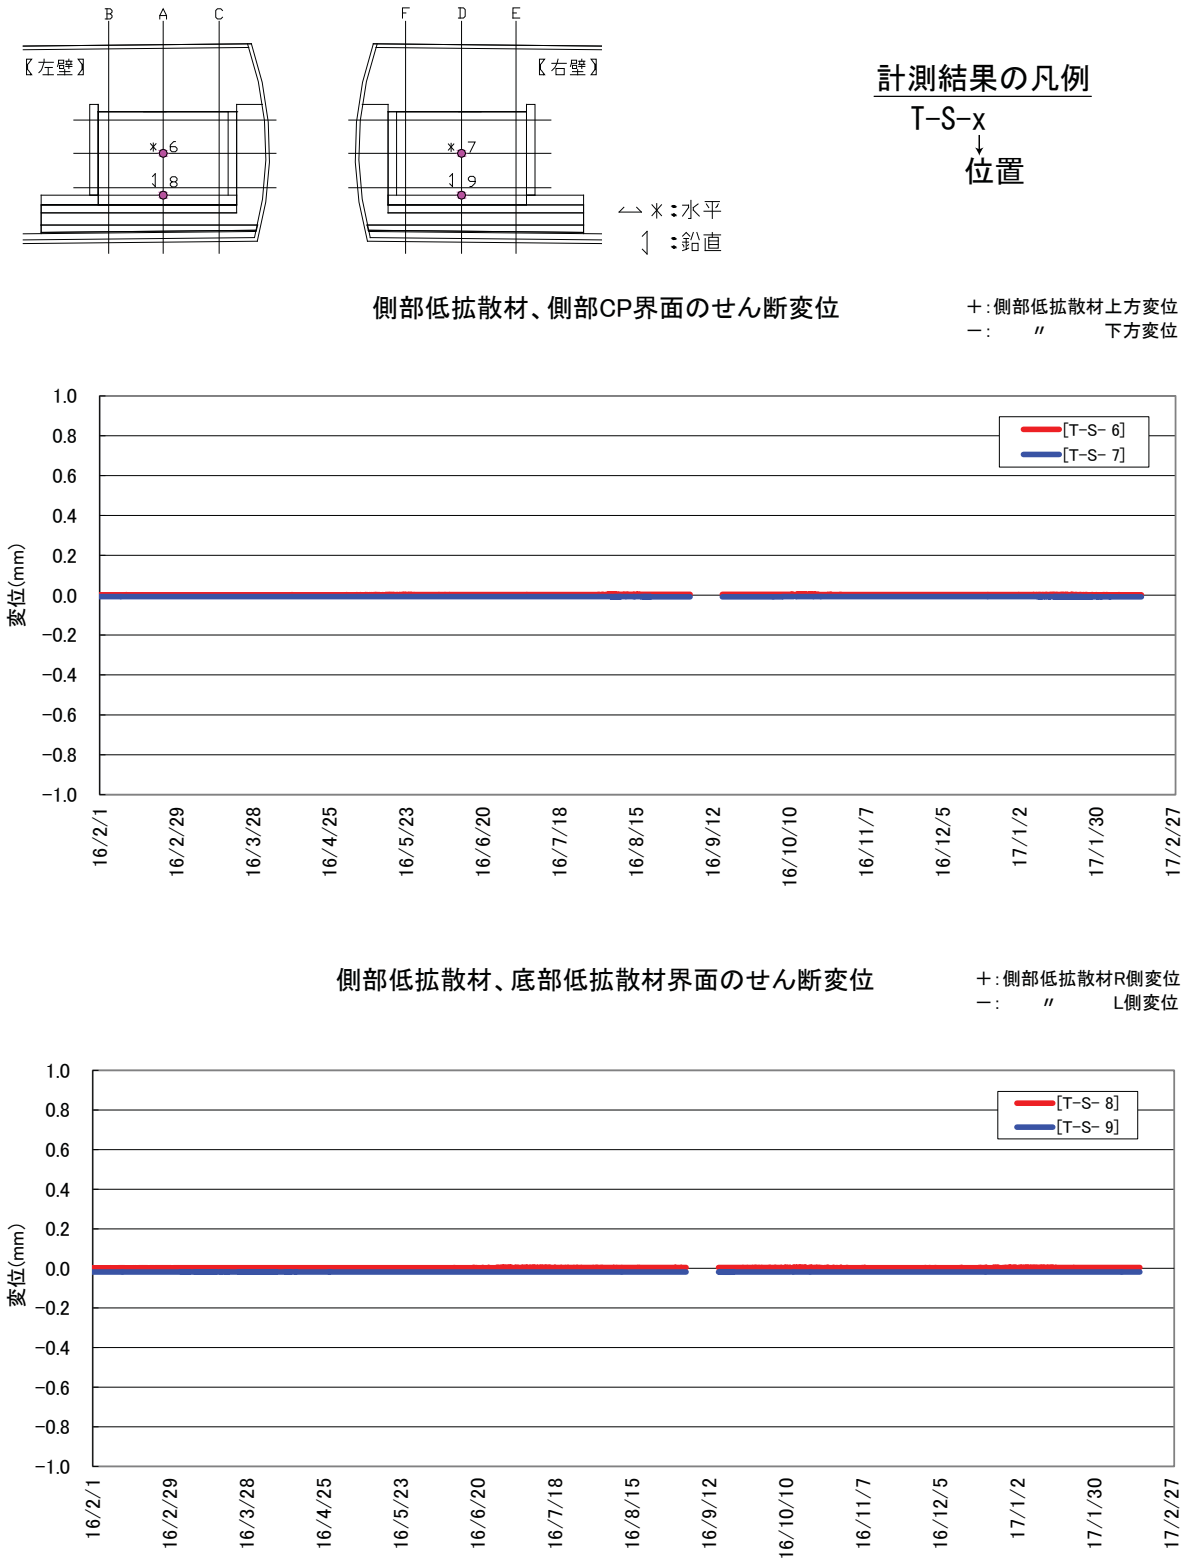 B A C
F D E
【左壁】
【右壁】
* 6
8
* 7
9
*:水平
:鉛直
計測結果の凡例
T-S-x
↓
位置
側部低拡散材、側部CP界面のせん断変位
+:側部低拡散材上方変位
-: 〃 下方変位
変位(mm)
1.0
0.8
0.6
0.4
0.2
0.0
-0.2
-0.4
-0.6
-0.8
-1.0
[T-S- 6]
[T-S- 7]
16/2/1
16/2/29
16/3/28
16/4/25
16/5/23
16/6/20
16/7/18
16/8/15
16/9/12
16/10/10
16/11/7
16/12/5
17/1/2
17/1/30
17/2/27
側部低拡散材、底部低拡散材界面のせん断変位
+:側部低拡散材R側変位
-: 〃 L側変位
変位(mm)
1.0
0.8
0.6
0.4
0.2
0.0
-0.2
-0.4
-0.6
-0.8
-1.0
[T-S- 8]
[T-S- 9]
16/2/1
16/2/29
16/3/28
16/4/25
16/5/23
16/6/20
16/7/18
16/8/15
16/9/12
16/10/10
16/11/7
16/12/5
17/1/2
17/1/30
17/2/27